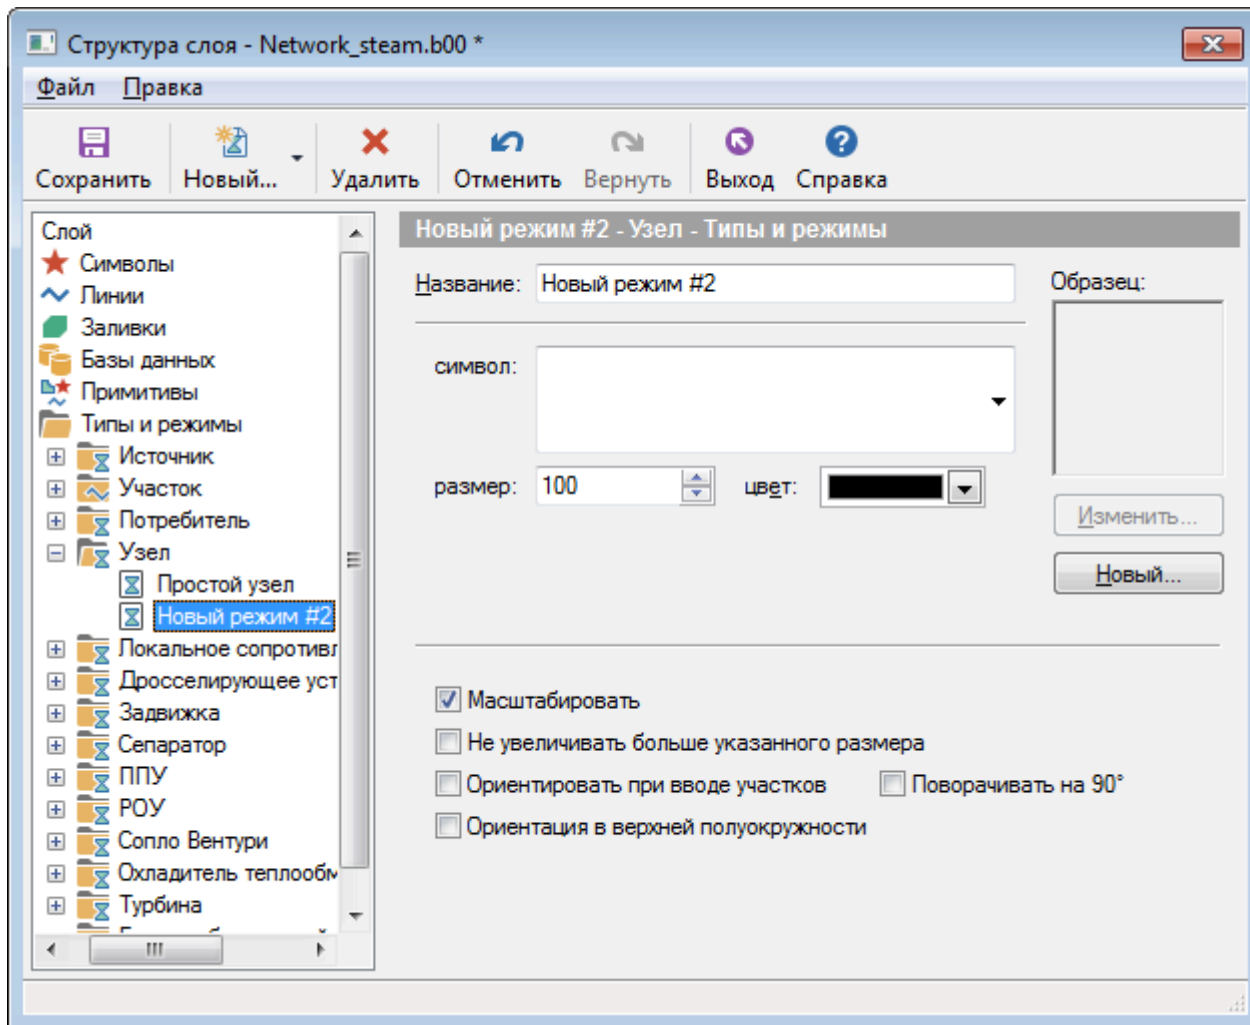 Структура слоя - Network_steam.b00 *
Файл Правка
Сохранить Новый... Удалить Отменить Вернуть Выход Справка
Слой
Символы
Линии
Заливки
Базы данных
Примитивы
Типы и режимы
Источник
Участок
Потребитель
Узел
Простой узел
Новый режим #2
Локальное сопротивл
Дросселирующее уст
Задвижка
Сепаратор
ППУ
РОУ
Сопло Вентури
Охладитель теплообм
Турбина
Новый режим #2 - Узел - Типы и режимы
Название: Новый режим #2
Образец:
символ:
размер: 100 цвет:
Изменить...
Новый...
Масштабировать
Не увеличивать больше указанного размера
Ориентировать при вводе участков Поворачивать на 90°
Ориентация в верхней полуокружности